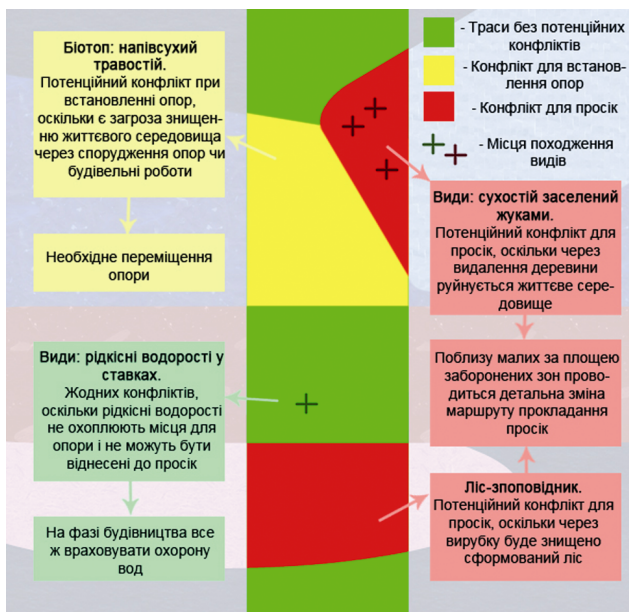 Біотоп: напівсухий
травостій.
Потенційний конфлікт при
встановленні опор,
оскільки є загроза знищен-
ню життєвого середовища
через спорудження опор чи
будівельні роботи
Необхідне переміщення
опори
- Траси без потенційних
конфліктів
- Конфлікт для встанов-
лення опор
- Конфлікт для просік
- Місця походження
видів
Види: сухостій заселений
жуками.
Потенційний конфлікт для
просік, оскільки через
видалення деревини
руйнується життєве сере-
довище
Види: рідкісні водорості у
ставках.
Жодних конфліктів,
оскільки рідкісні водорості
не охоплюють місця для
опори і не можуть бути
віднесені до просік
На фазі будівництва все
ж враховувати охорону
вод
Поблизу малих за площею
заборонених зон прово-
диться детальна зміна
маршруту прокладання
просік
Ліс-зпоповідник.
Потенційний конфлікт для
просік, оскільки через
вирубку буде знищено
сформований ліс